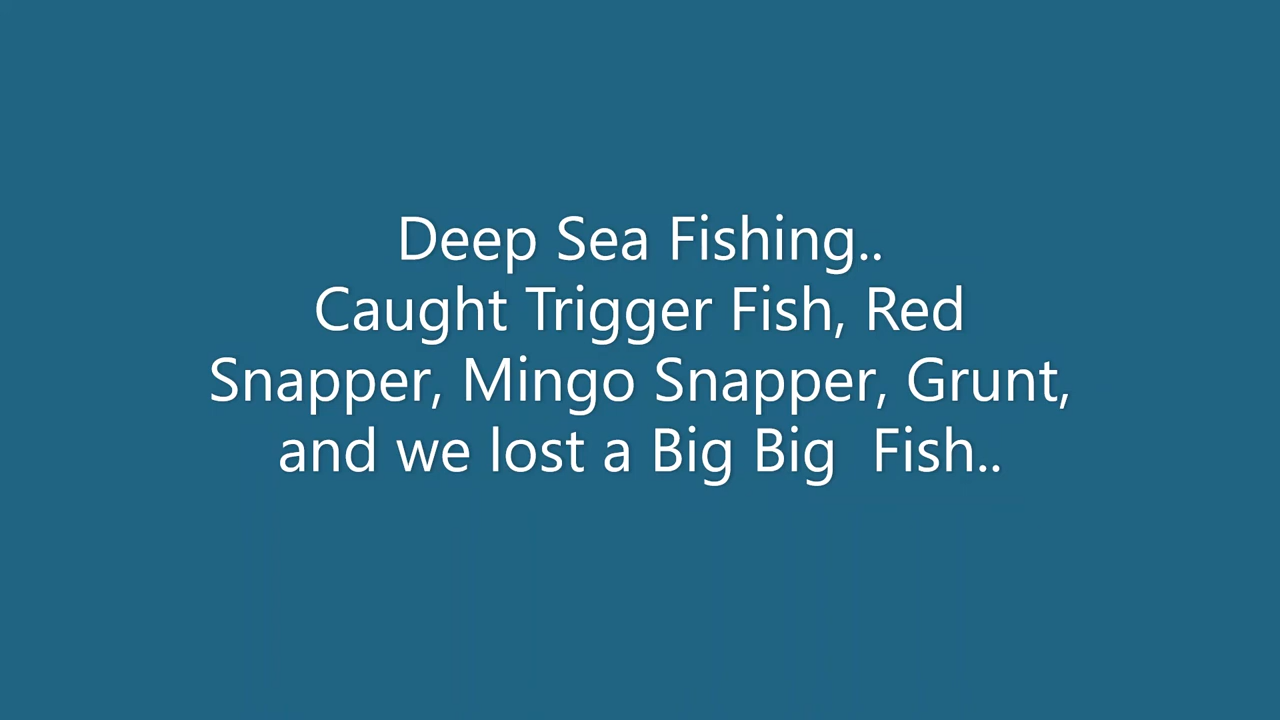 Deep Sea Fishing..
Caught Trigger Fish, Red
Snapper, Mingo Snapper, Grunt,
and we lost a Big Big  Fish..